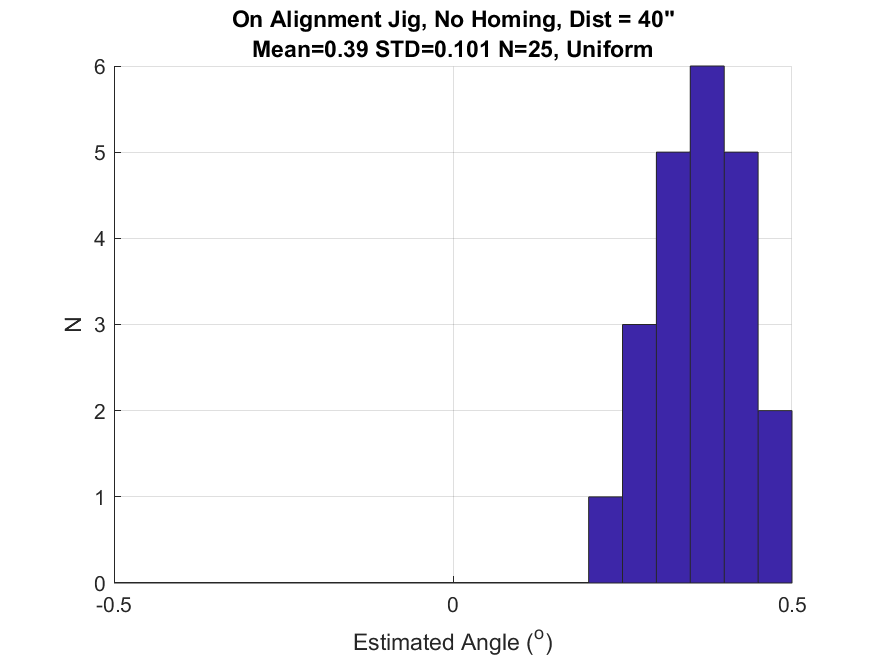 On Alignment Jig, No Homing, Dist = 40"
Mean=0.39 STD=0.101 N=25, Uniform
6
5
4
3
2
1
0
N
-0.5 0 0.5
Estimated Angle (o)